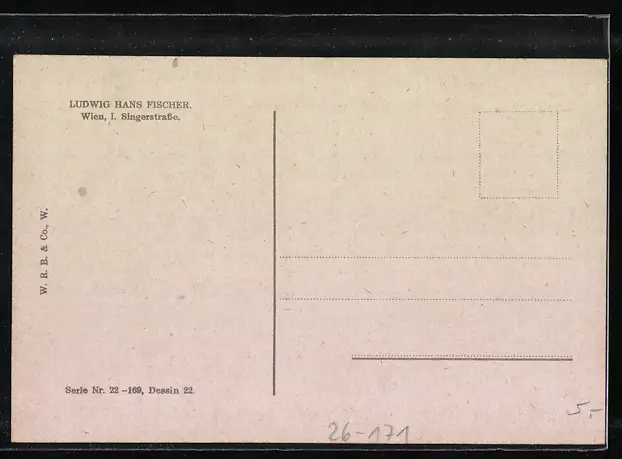 LUDWIG HANS FISCHER.
Wien, I. Singerstraße.
W. R. B. & Co., W.
Serie Nr. 22 -169, Dessin 22.
26-171
5,-